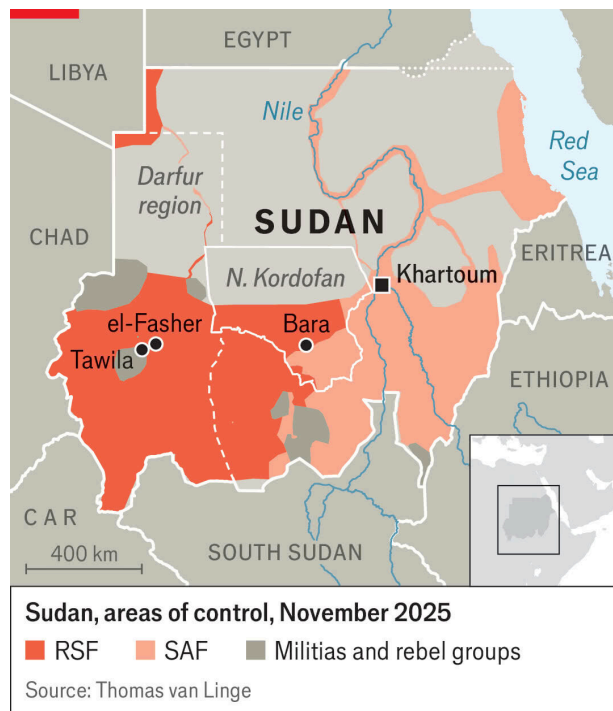 EGYPT
LIBYA
Nile
Red
Sea
Darfur
region
SUDAN
CHAD
ERITREA
N. Kordofan
Khartoum
el-Fasher
Bara
Tawila
ETHIOPIA
CAR
400 km
SOUTH SUDAN
Sudan, areas of control, November 2025
RSF SAF Militias and rebel groups
Source: Thomas van Linge